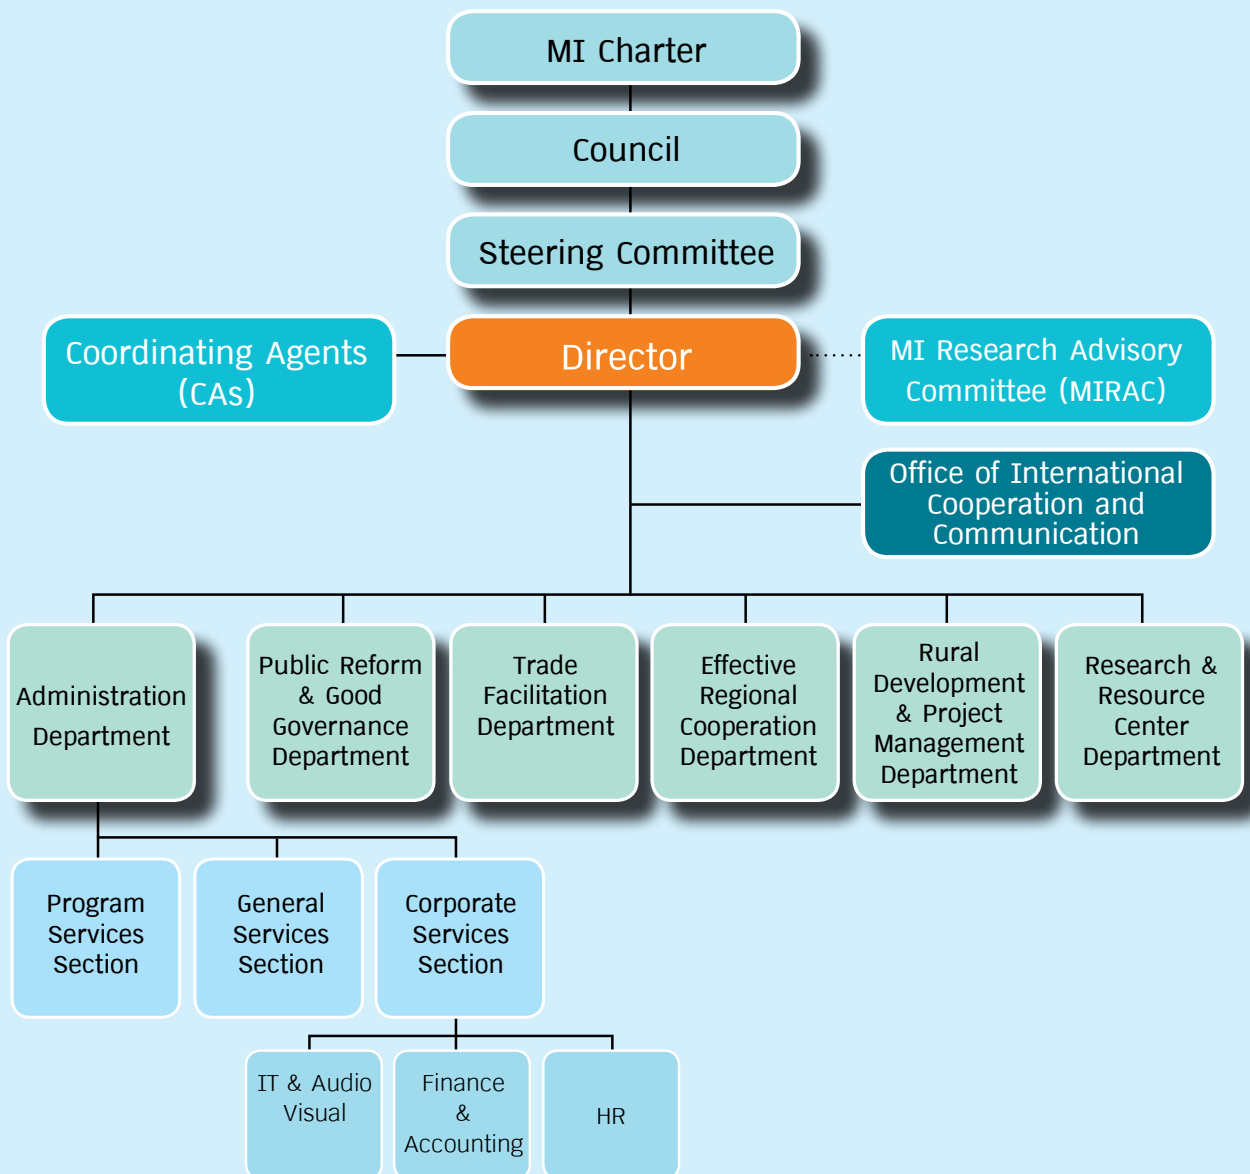 MI Charter
Council
Steering Committee
Coordinating Agents
(CAs)
Director
MI Research Advisory
Committee (MIRAC)
Office of International
Cooperation and
Communication
Administration
Department
Public Reform
& Good
Governance
Department
Trade
Facilitation
Department
Effective
Regional
Cooperation
Department
Rural
Development
& Project
Management
Department
Research &
Resource
Center
Department
Program
Services
Section
General
Services
Section
Corporate
Services
Section
IT & Audio
Visual
Finance
&
Accounting
HR